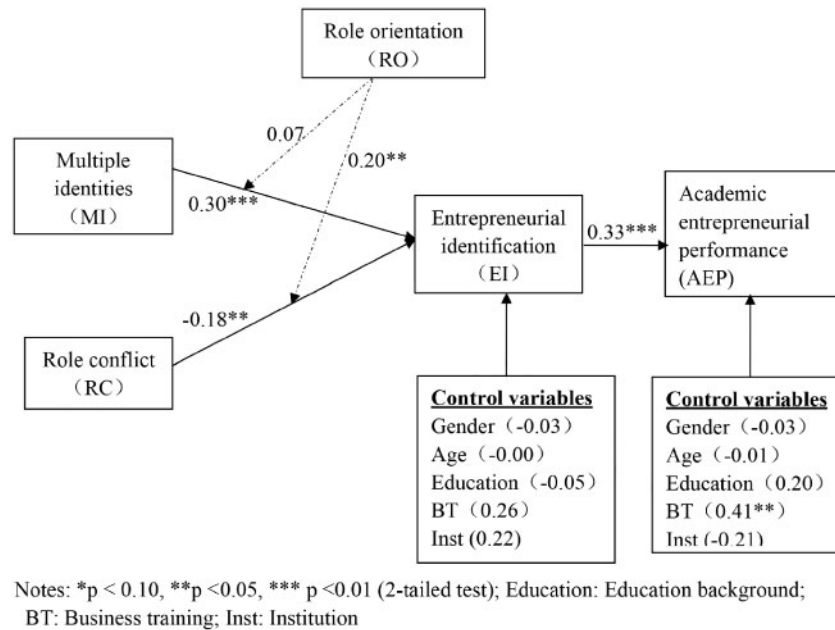 Role orientation
（RO）
0.07
0.20**
Multiple
identities
（MI）
0.30***
Entrepreneurial
identification
（EI）
0.33***
Academic
entrepreneurial
performance
(AEP)
-0.18**
Role conflict
（RC）
Control variables
Gender（-0.03）
Age（-0.00）
Education（-0.05）
BT（0.26）
Inst (0.22)
Control variables
Gender（-0.03）
Age（-0.01）
Education（0.20）
BT（0.41**）
Inst (-0.21)
Notes: *p < 0.10, **p <0.05, *** p <0.01 (2-tailed test); Education: Education background;
BT: Business training; Inst: Institution